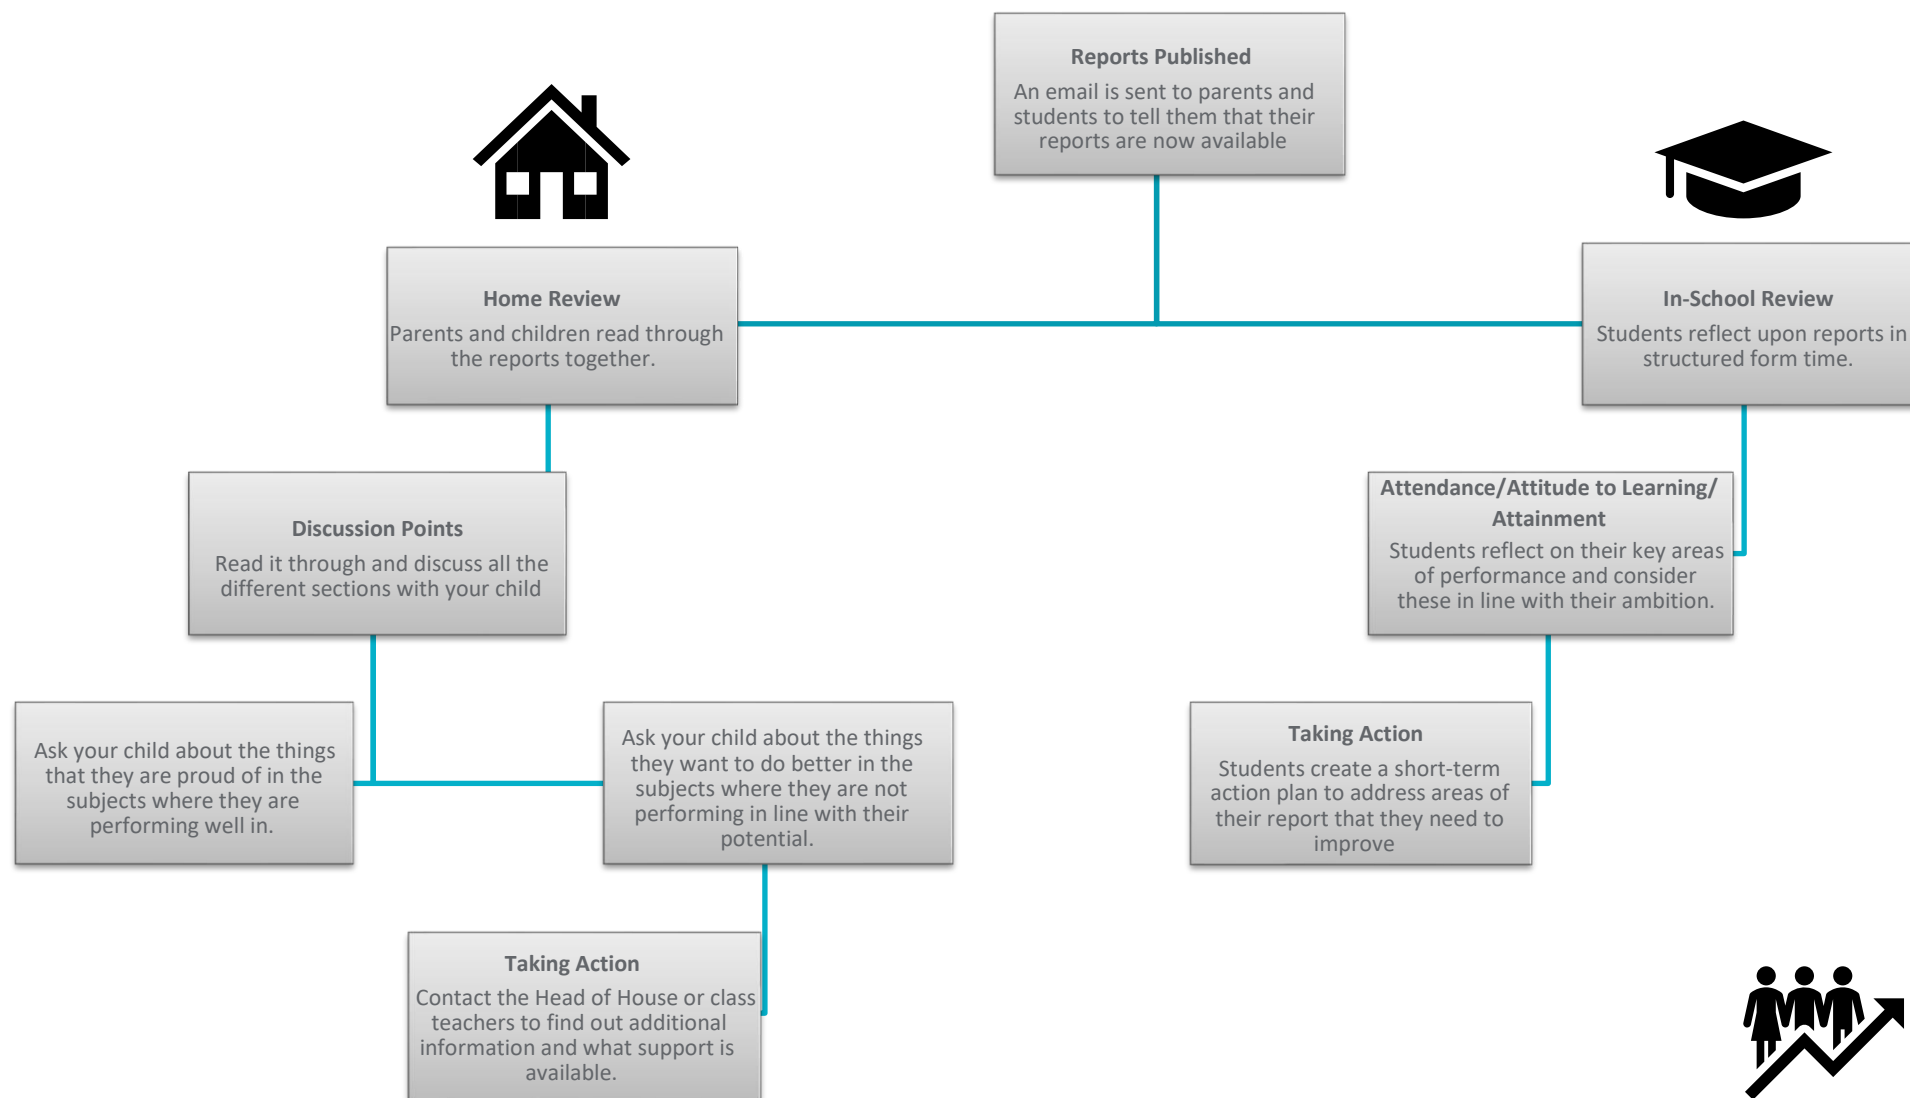 Reports Published
An email is sent to parents and
students to tell them that their
reports are now available
Home Review
Parents and children read through
the reports together.
In-School Review
Students reflect upon reports in
structured form time.
Discussion Points
Read it through and discuss all the
different sections with your child
Attendance/Attitude to Learning/
Attainment
Students reflect on their key areas
of performance and consider
these in line with their ambition.
Ask your child about the things
that they are proud of in the
subjects where they are
performing well in.
Ask your child about the things
they want to do better in the
subjects where they are not
performing in line with their
potential.
Taking Action
Students create a short-term
action plan to address areas of
their report that they need to
improve
Taking Action
Contact the Head of House or class
teachers to find out additional
information and what support is
available.